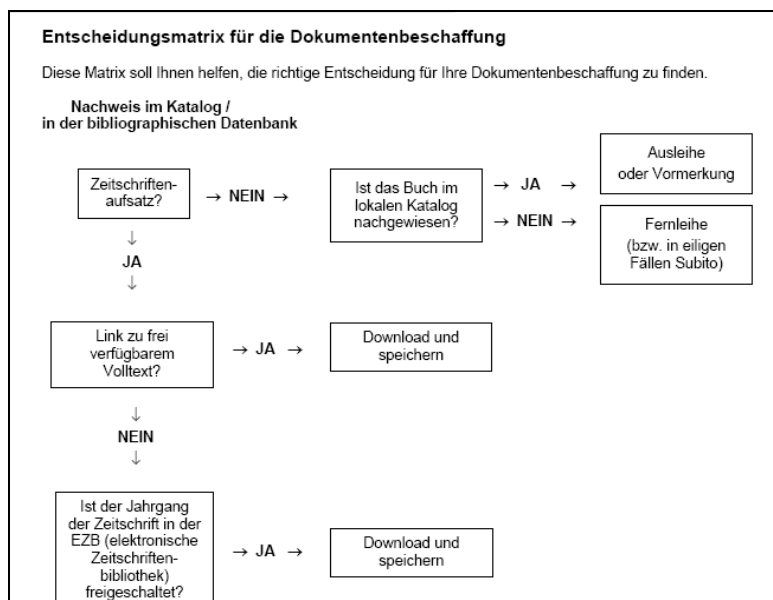 Entscheidungsmatrix für die Dokumentenbeschaffung
Diese Matrix soll Ihnen helfen, die richtige Entscheidung für Ihre Dokumentenbeschaffung zu finden.
Nachweis im Katalog /
in der bibliographischen Datenbank
Zeitschriften-
aufsatz?
→ NEIN →
Ist das Buch im
lokalen Katalog
nachgewiesen?
→ JA →
Ausleihe
oder Vormerkung
→ NEIN →
Fernleihe
(bzw. in eiligen
Fällen Subito)
↓
JA
↓
Link zu frei
verfügbarem
Volltext?
→ JA →
Download und
speichern
↓
NEIN
↓
Ist der Jahrgang
der Zeitschrift in der
EZB (elektronische
Zeitschriften-
bibliothek)
freigeschaltet?
→ JA →
Download und
speichern